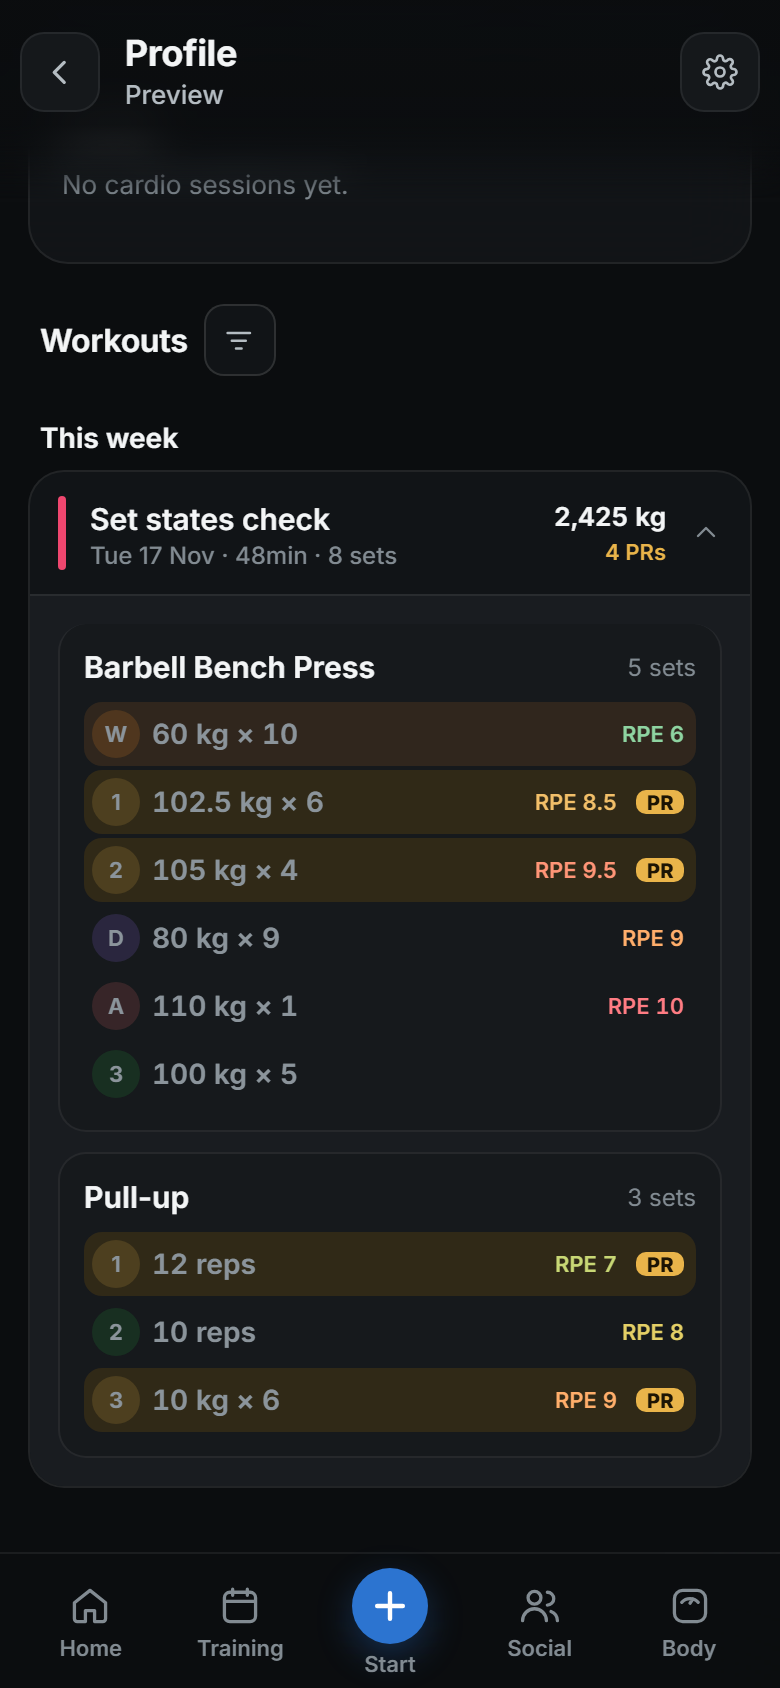 Profile
Preview
No cardio sessions yet.
Workouts
This week
Set states check
2,425 kg
Tue 17 Nov · 48min · 8 sets
4 PRs
Barbell Bench Press
5 sets
W 60 kg × 10 RPE 6
1 102.5 kg × 6 RPE 8.5 PR
2 105 kg × 4 RPE 9.5 PR
D 80 kg × 9 RPE 9
A 110 kg × 1 RPE 10
3 100 kg × 5
Pull-up
3 sets
1 12 reps RPE 7 PR
2 10 reps RPE 8
3 10 kg × 6 RPE 9 PR
Home
Training
Start
Social
Body